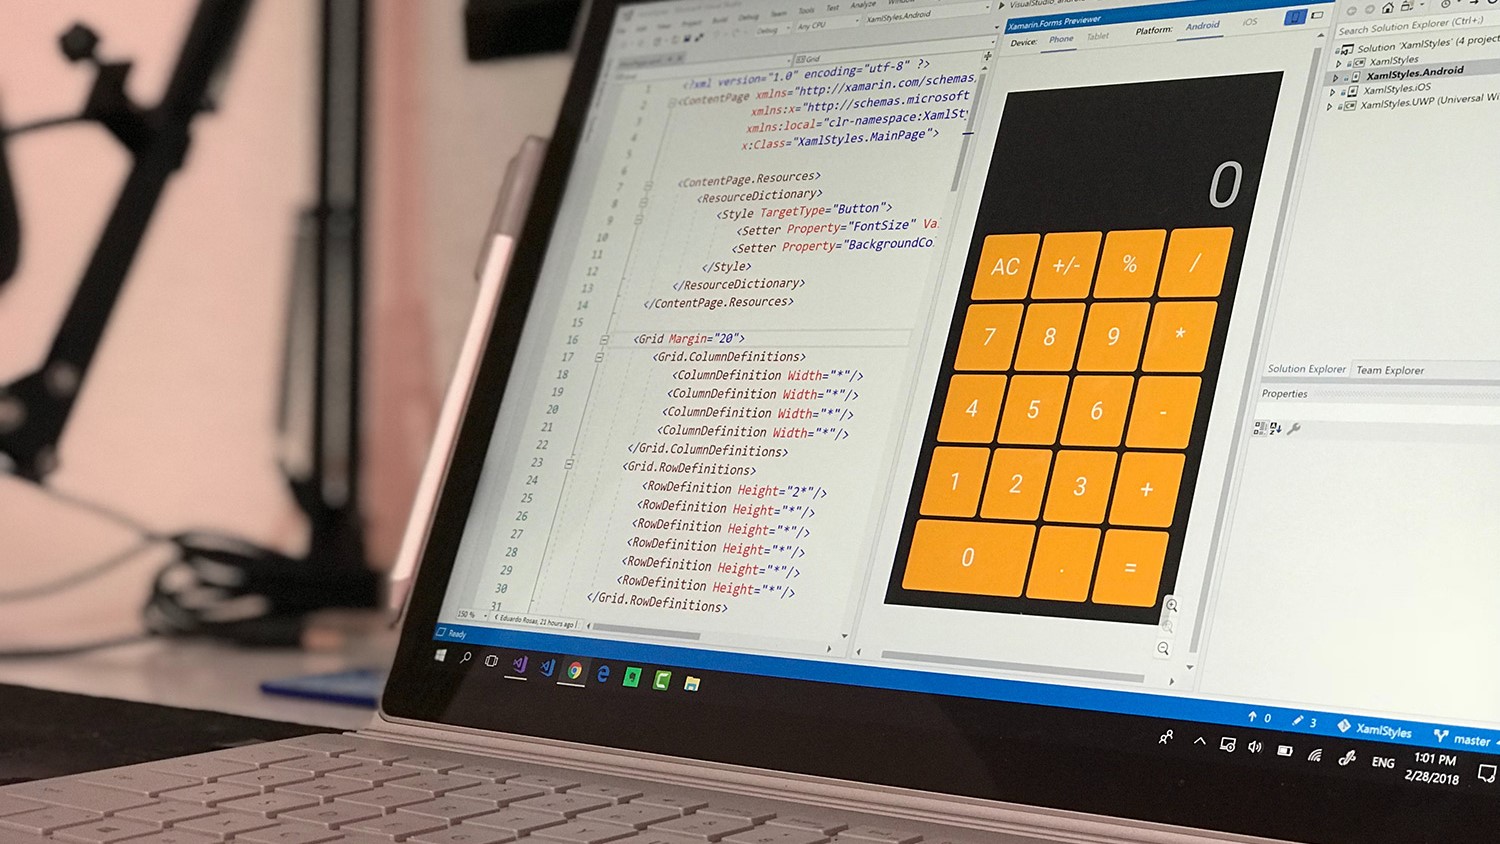 Test
Analyze
Debug
Any CPU
XamlStyles.Android
Grid
1 <?xml version="1.0" encoding="utf-8" ?>
2 <ContentPage xmlns="http://xamarin.com/schemas
3 xmlns:x="http://schemas.microsoft
4 xmlns:local="clr-namespace:XamlSty
5 x:Class="XamlStyles.MainPage">
6
7 <ContentPage.Resources>
8 <ResourceDictionary>
9 <Style TargetType="Button">
10 <Setter Property="FontSize" Va
11 <Setter Property="BackgroundCo
12 </Style>
13 </ResourceDictionary>
14 </ContentPage.Resources>
15
16 <Grid Margin="20">
17 <Grid.ColumnDefinitions>
18 <ColumnDefinition Width="*"/>
19 <ColumnDefinition Width="*"/>
20 <ColumnDefinition Width="*"/>
21 <ColumnDefinition Width="*"/>
22 </Grid.ColumnDefinitions>
23 <Grid.RowDefinitions>
24 <RowDefinition Height="2*"/>
25 <RowDefinition Height="*"/>
26 <RowDefinition Height="*"/>
27 <RowDefinition Height="*"/>
28 <RowDefinition Height="*"/>
29 <RowDefinition Height="*"/>
30 </Grid.RowDefinitions>
31
150 %
Eduardo Rosas, 21 hours ago
Ready
Xamarin.Forms Previewer
Device: Phone Tablet Platform: Android iOS
0
AC +/- % /
7 8 9 *
4 5 6 -
1 2 3 +
0 . =
Search Solution Explorer (Ctrl+;)
Solution 'XamlStyles' (4 project
XamlStyles
XamlStyles.Android
XamlStyles.iOS
XamlStyles.UWP (Universal Wi
Solution Explorer Team Explorer
Properties
0 3 XamlStyles master
ENG 1:01 PM
2/28/2018